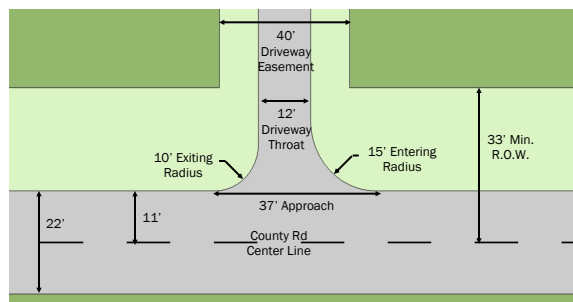 40’
Driveway
Easement
12’
Driveway
Throat
10’ Exiting
Radius
15’ Entering
Radius
33’ Min.
R.O.W.
37’ Approach
22’
11’
County Rd
Center Line